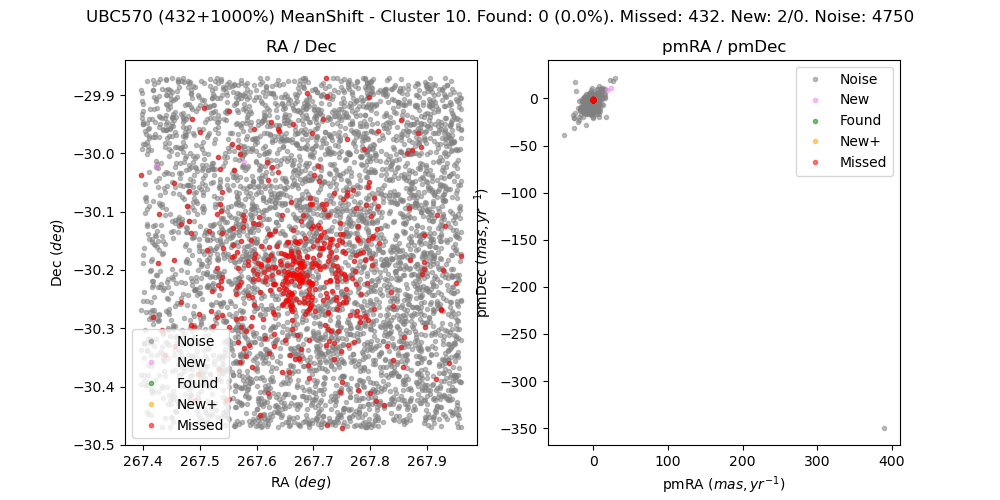 UBC570 (432+1000%) MeanShift - Cluster 10. Found: 0 (0.0%). Missed: 432. New: 2/0. Noise: 4750
RA / Dec
−29.9
−30.0
−30.1
−30.2
−30.3
−30.4
−30.5
Dec (deg)
Noise
New
Found
New+
Missed
267.4 267.5 267.6 267.7 267.8 267.9
RA (deg)
pmRA / pmDec
0
−50
−100
−150
−200
−250
−300
−350
pmDec (mas, yr⁻¹)
Noise
New
Found
New+
Missed
0 100 200 300 400
pmRA (mas, yr⁻¹)